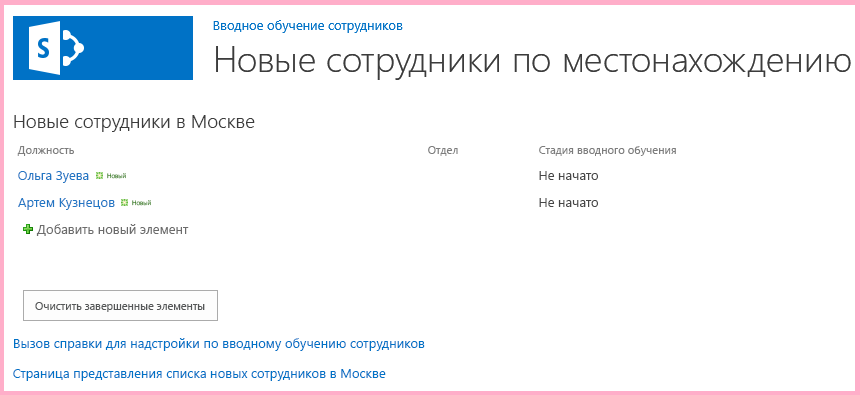 Вводное обучение сотрудников
Новые сотрудники по местонахождению
Новые сотрудники в Москве
Должность Отдел Стадия вводного обучения
Ольга Зуева Новый Не начато
Артем Кузнецов Новый Не начато
Добавить новый элемент
Очистить завершенные элементы
Вызов справки для надстройки по вводному обучению сотрудников
Страница представления списка новых сотрудников в Москве